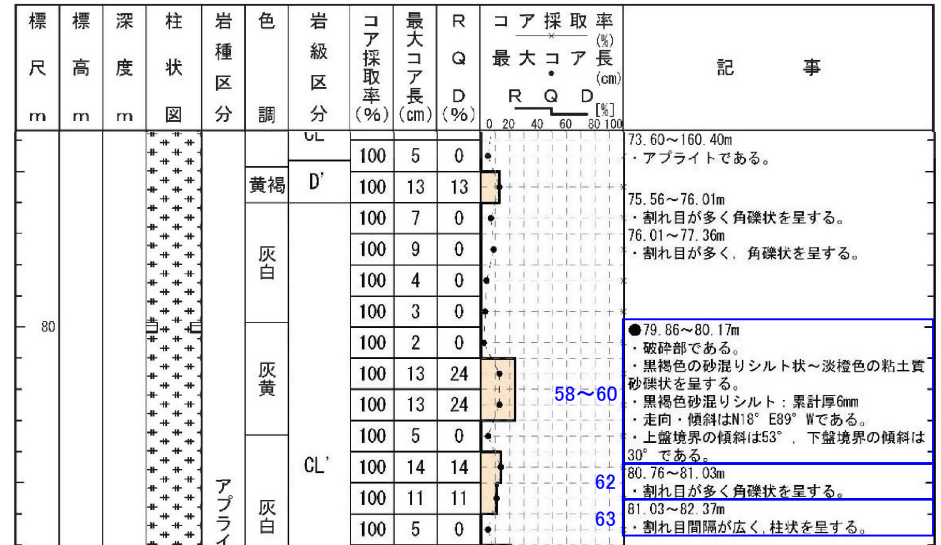 標尺m
標高m
深度m
柱状図
岩種区分
色調
岩級区分
コア採取率(%)
最大コア長(cm)
RQD(%)
コア採取率(%)
最大コア長(cm)
RQD[%]
0 20 40 60 80 100
記事
CL
73.60～160.40m
・アプライトである。
100 5 0
黄褐 D' 100 13 13
75.56～76.01m
・割れ目が多く角礫状を呈する。
100 7 0
76.01～77.36m
・割れ目が多く,角礫状を呈する。
灰白
100 9 0
100 4 0
100 3 0
80
●79.86～80.17m
・破砕部である。
・黒褐色の砂混りシルト状～淡橙色の粘土質
砂礫状を呈する。
・黒褐色砂混りシルト：累計厚6mm
・走向・傾斜はN18°E89°Wである。
・上盤境界の傾斜は53°,下盤境界の傾斜は
30°である。
100 2 0
灰黄
100 13 24
58～60
100 13 24
100 5 0
CL'
100 14 14
62
80.76～81.03m
・割れ目が多く角礫状を呈する。
アプライ
灰白
100 11 11
63
81.03～82.37m
・割れ目間隔が広く,柱状を呈する。
100 5 0